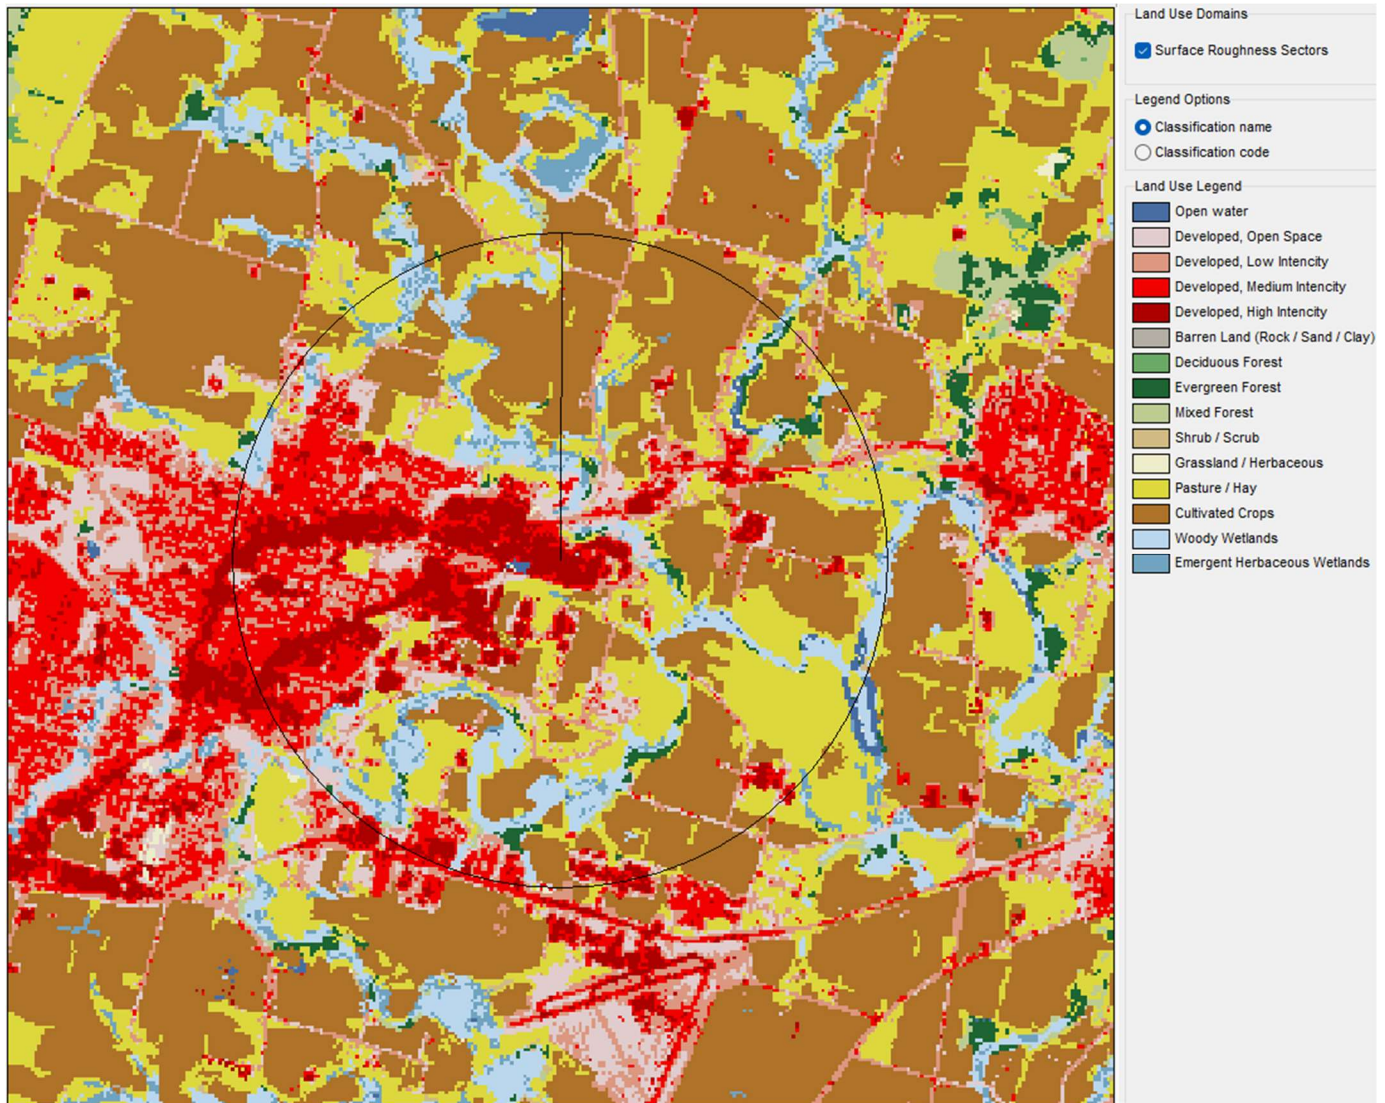 Land Use Domains
Surface Roughness Sectors
Legend Options
Classification name
Classification code
Land Use Legend
Open water
Developed, Open Space
Developed, Low Intencity
Developed, Medium Intencity
Developed, High Intencity
Barren Land (Rock / Sand / Clay)
Deciduous Forest
Evergreen Forest
Mixed Forest
Shrub / Scrub
Grassland / Herbaceous
Pasture / Hay
Cultivated Crops
Woody Wetlands
Emergent Herbaceous Wetlands